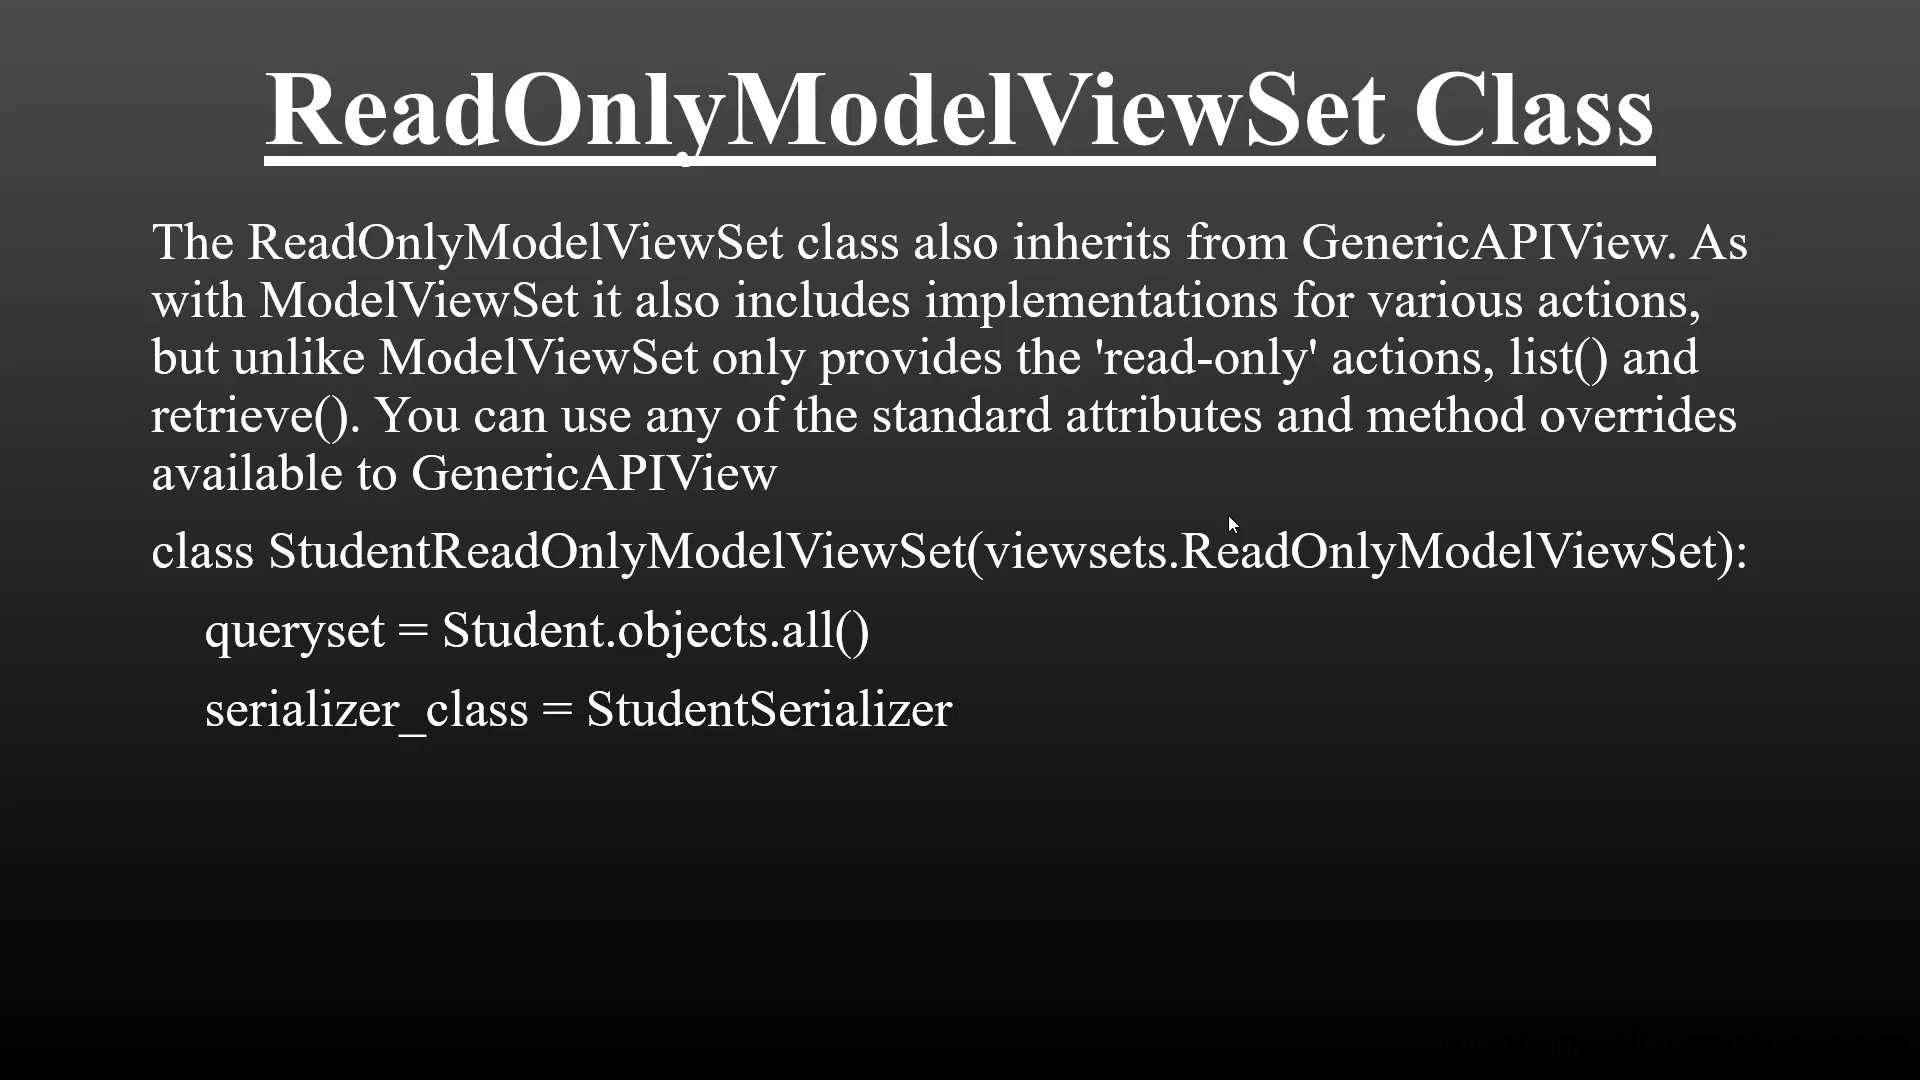 ReadOnlyModelViewSet Class
The ReadOnlyModelViewSet class also inherits from GenericAPIView. As
with ModelViewSet it also includes implementations for various actions,
but unlike ModelViewSet only provides the 'read-only' actions, list() and
retrieve(). You can use any of the standard attributes and method overrides
available to GenericAPIView
class StudentReadOnlyModelViewSet(viewsets.ReadOnlyModelViewSet):
queryset = Student.objects.all()
serializer_class = StudentSerializer